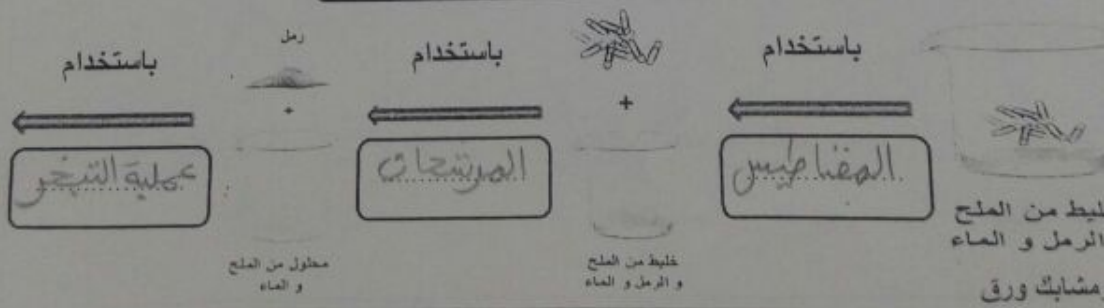 باستخدام
المغناطيس
ليط من الملح
الرمل و الماء
مشابك ورق
+
خليط من الملح
و الرمل و الماء
باستخدام
المرشحات
رمل
+
محلول من الملح
و الماء
باستخدام
عملية التبخر